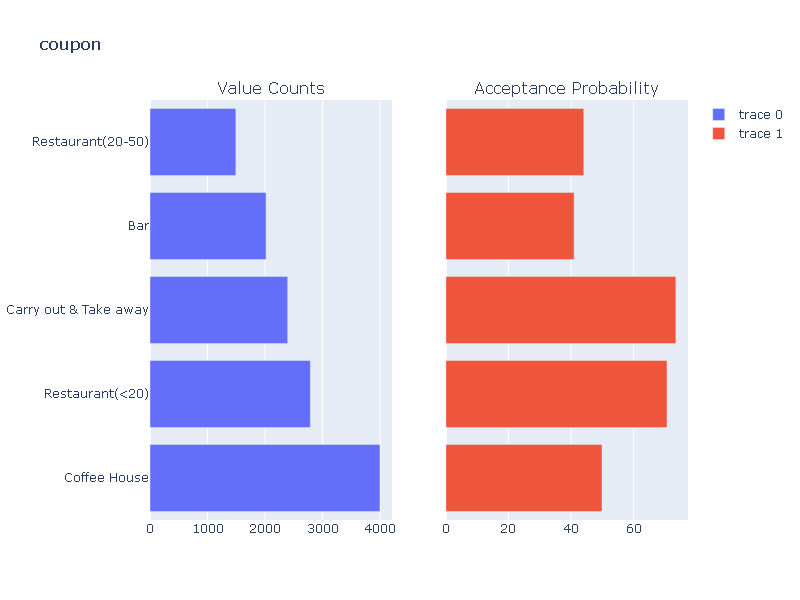 coupon
Value Counts
Acceptance Probability
trace 0
trace 1
Restaurant(20-50)
Bar
Carry out & Take away
Restaurant(<20)
Coffee House
0 1000 2000 3000 4000
0 20 40 60